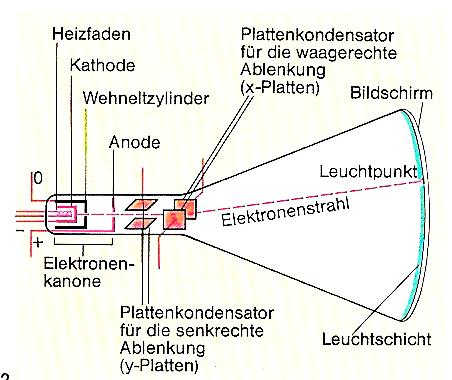 Heizfaden
Kathode
Wehneltzylinder
Anode
Plattenkondensator
für die waagerechte
Ablenkung
(x-Platten)
Bildschirm
Leuchtpunkt
Elektronenstrahl
0
−
+
Elektronen-
kanone
Plattenkondensator
für die senkrechte
Ablenkung
(y-Platten)
Leuchtschicht